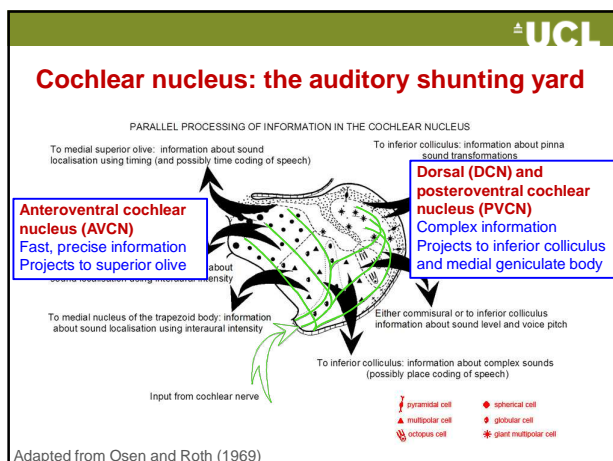 UCL
Cochlear nucleus: the auditory shunting yard
PARALLEL PROCESSING OF INFORMATION IN THE COCHLEAR NUCLEUS
To medial superior olive: information about sound
localisation using timing (and possibly time coding of speech)
To inferior colliculus: information about pinna
sound transformations
Anteroventral cochlear
nucleus (AVCN)
Fast, precise information
Projects to superior olive
about
sound localisation using interaural intensity
Dorsal (DCN) and
posteroventral cochlear
nucleus (PVCN)
Complex information
Projects to inferior colliculus
and medial geniculate body
To medial nucleus of the trapezoid body: information
about sound localisation using interaural intensity
Either commisural or to inferior colliculus
information about sound level and voice pitch
To inferior colliculus: information about complex sounds
(possibly place coding of speech)
Input from cochlear nerve
pyramidal cell
spherical cell
multipolar cell
globular cell
octopus cell
giant multipolar cell
Adapted from Osen and Roth (1969)